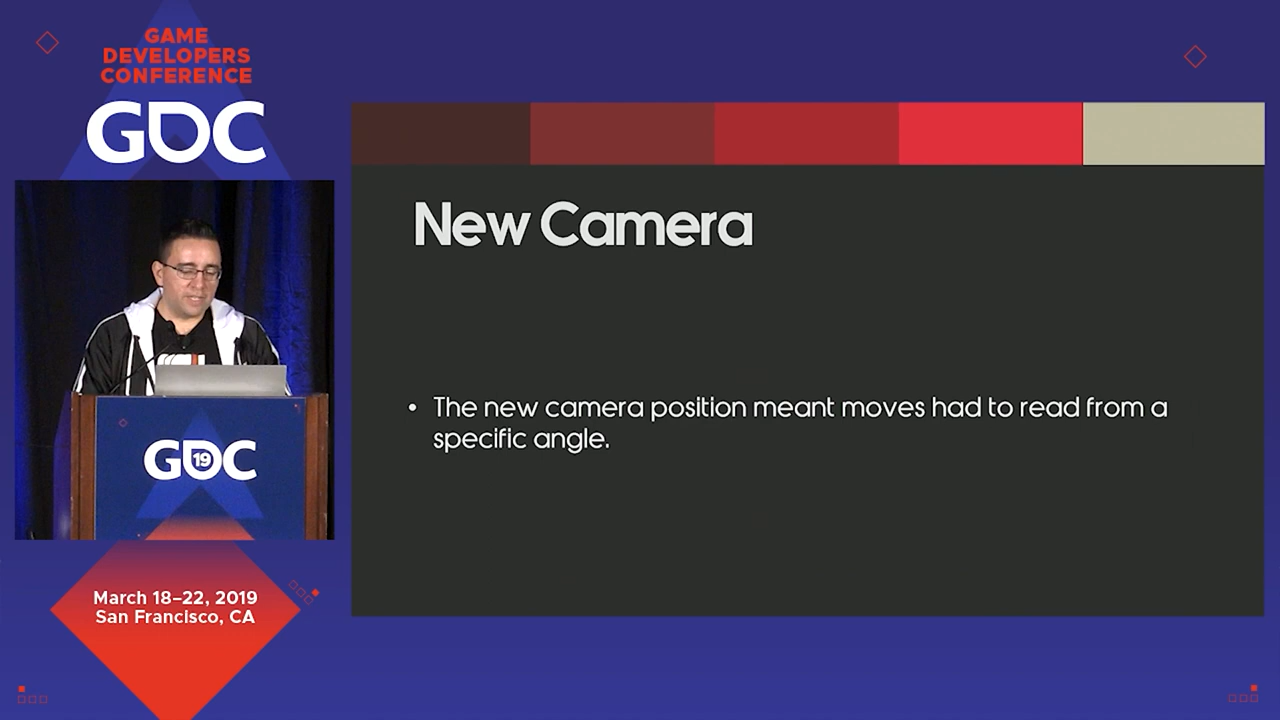 GAME
DEVELOPERS
CONFERENCE
GDC
New Camera
• The new camera position meant moves had to read from a
specific angle.
GDC
19
March 18–22, 2019
San Francisco, CA